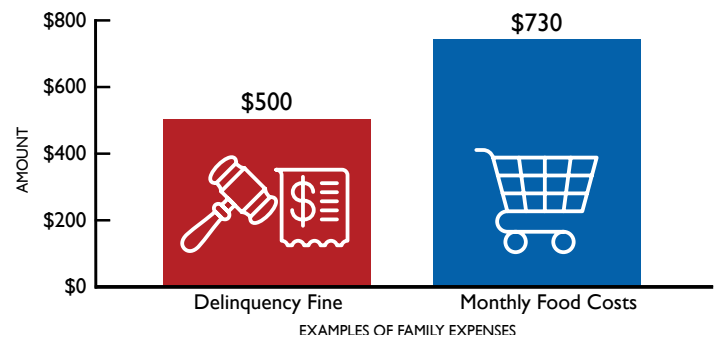 $800
$730
$600
$500
$400
AMOUNT
$200
$
$0
Delinquency Fine
Monthly Food Costs
EXAMPLES OF FAMILY EXPENSES